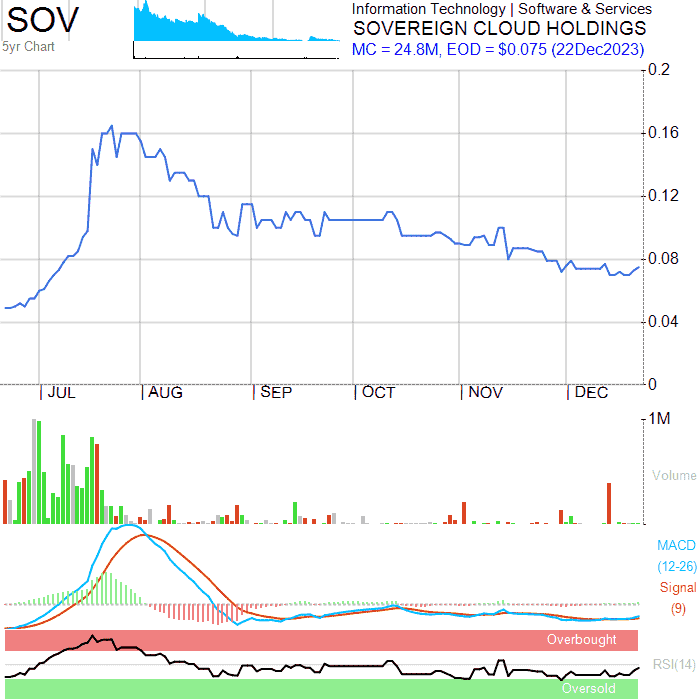 SOV
5yr Chart
Information Technology | Software & Services
SOVEREIGN CLOUD HOLDINGS
MC = 24.8M, EOD = $0.075 (22Dec2023)
0.2
0.16
0.12
0.08
0.04
0
JUL
AUG
SEP
OCT
NOV
DEC
1M
Volume
MACD
(12-26)
Signal
(9)
Overbought
RSI(14)
Oversold